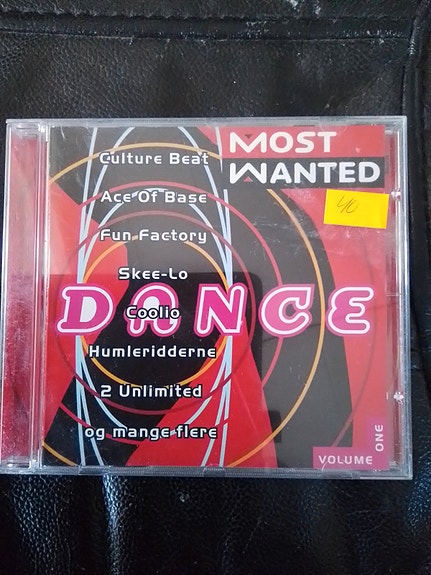 MOST
WANTED
40
Culture Beat
Ace Of Base
Fun Factory
Skee-Lo
DANCE
Coolio
Humleridderne
2 Unlimited
og mange flere
VOLUME ONE